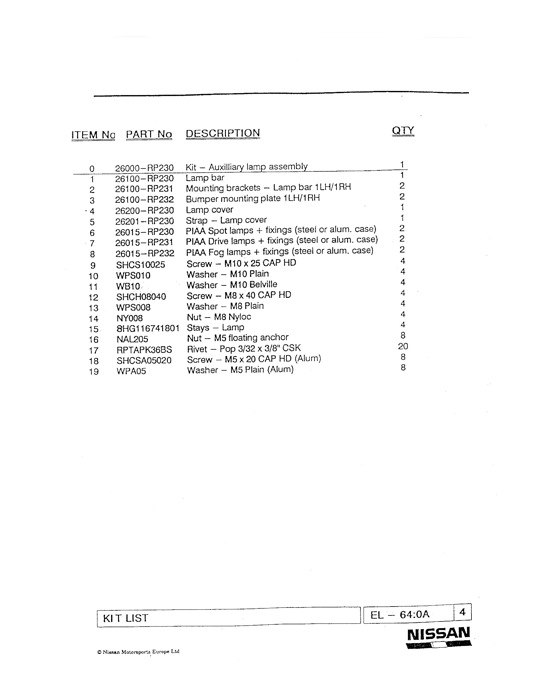 ITEM No PART No DESCRIPTION QTY
0 26000-RP230 Kit – Auxilliary lamp assembly 1
1 26100-RP230 Lamp bar 1
2 26100-RP231 Mounting brackets – Lamp bar 1LH/1RH 2
3 26100-RP232 Bumper mounting plate 1LH/1RH 2
4 26200-RP230 Lamp cover 1
5 26201-RP230 Strap – Lamp cover 1
6 26015-RP230 PIAA Spot lamps + fixings (steel or alum. case) 2
7 26015-RP231 PIAA Drive lamps + fixings (steel or alum. case) 2
8 26015-RP232 PIAA Fog lamps + fixings (steel or alum. case) 2
9 SHCS10025 Screw – M10 x 25 CAP HD 4
10 WPS010 Washer – M10 Plain 4
11 WB10 Washer – M10 Belville 4
12 SHCH08040 Screw – M8 x 40 CAP HD 4
13 WPS008 Washer – M8 Plain 4
14 NY008 Nut – M8 Nyloc 4
15 8HG116741801 Stays – Lamp 4
16 NAL205 Nut – M5 floating anchor 8
17 RPTAPK36BS Rivet – Pop 3/32 x 3/8" CSK 20
18 SHCSA05020 Screw – M5 x 20 CAP HD (Alum) 8
19 WPA05 Washer – M5 Plain (Alum) 8
KIT LIST EL – 64:0A 4
NISSAN
© Nissan Motorsports Europe Ltd